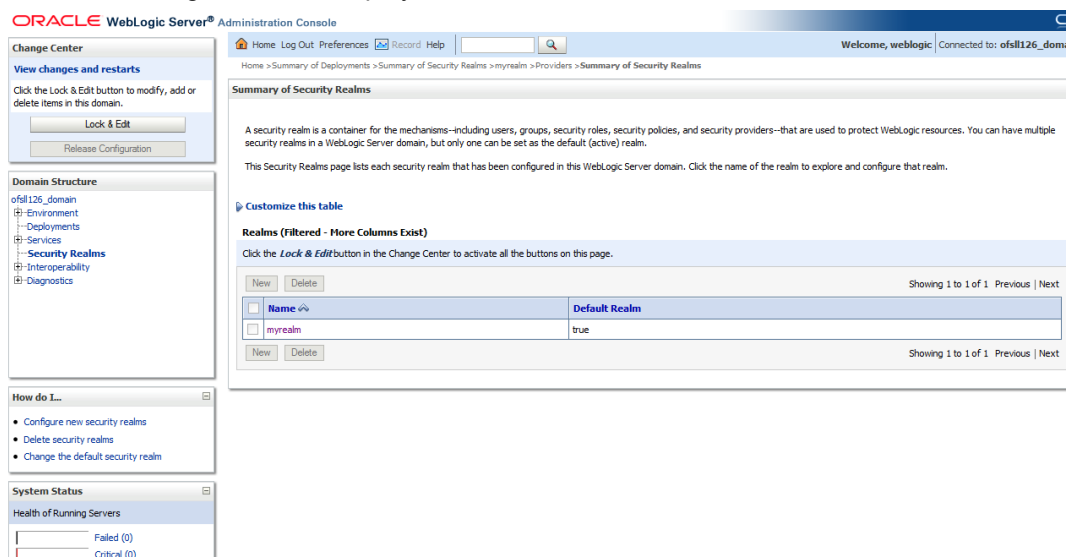 ORACLE WebLogic Server® Administration Console
Change Center
View changes and restarts
Click the Lock & Edit button to modify, add or
delete items in this domain.
Lock & Edit
Release Configuration
Domain Structure
ofsll126_domain
Environment
Deployments
Services
Security Realms
Interoperability
Diagnostics
How do I...
Configure new security realms
Delete security realms
Change the default security realm
System Status
Health of Running Servers
Failed (0)
Critical (0)
Home Log Out Preferences Record Help
Welcome, weblogic Connected to: ofsll126_doma
Home >Summary of Deployments >Summary of Security Realms >myrealm >Providers >Summary of Security Realms
Summary of Security Realms
A security realm is a container for the mechanisms--including users, groups, security roles, security policies, and security providers--that are used to protect WebLogic resources. You can have multiple
security realms in a WebLogic Server domain, but only one can be set as the default (active) realm.
This Security Realms page lists each security realm that has been configured in this WebLogic Server domain. Click the name of the realm to explore and configure that realm.
Customize this table
Realms (Filtered - More Columns Exist)
Click the Lock & Edit button in the Change Center to activate all the buttons on this page.
New Delete Showing 1 to 1 of 1 Previous | Next
Name Default Realm
myrealm true
New Delete Showing 1 to 1 of 1 Previous | Next